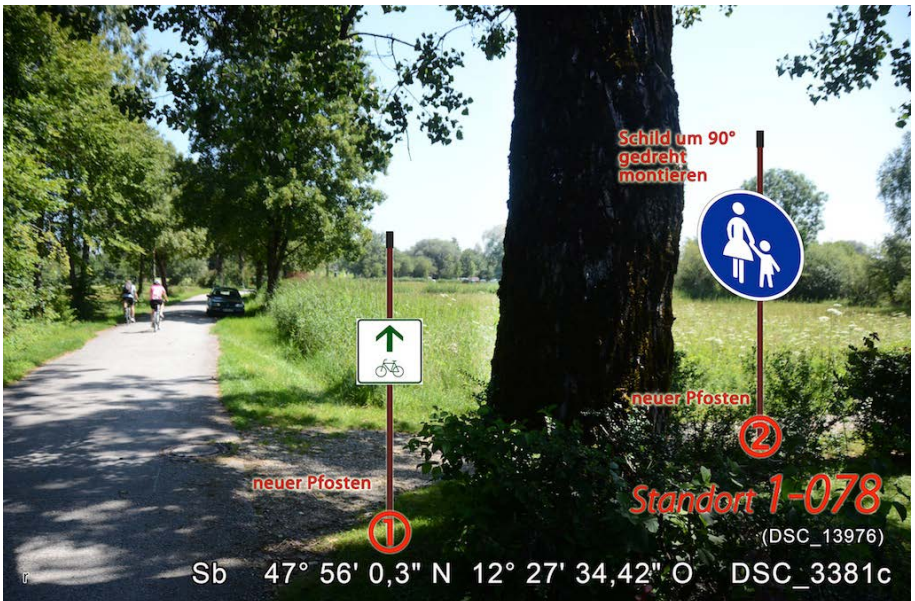 Schild um 90°
gedreht
montieren
neuer Pfosten
②
neuer Pfosten
①
Standort 1-078
(DSC_13976)
r Sb 47° 56' 0,3" N 12° 27' 34,42" O DSC_3381c